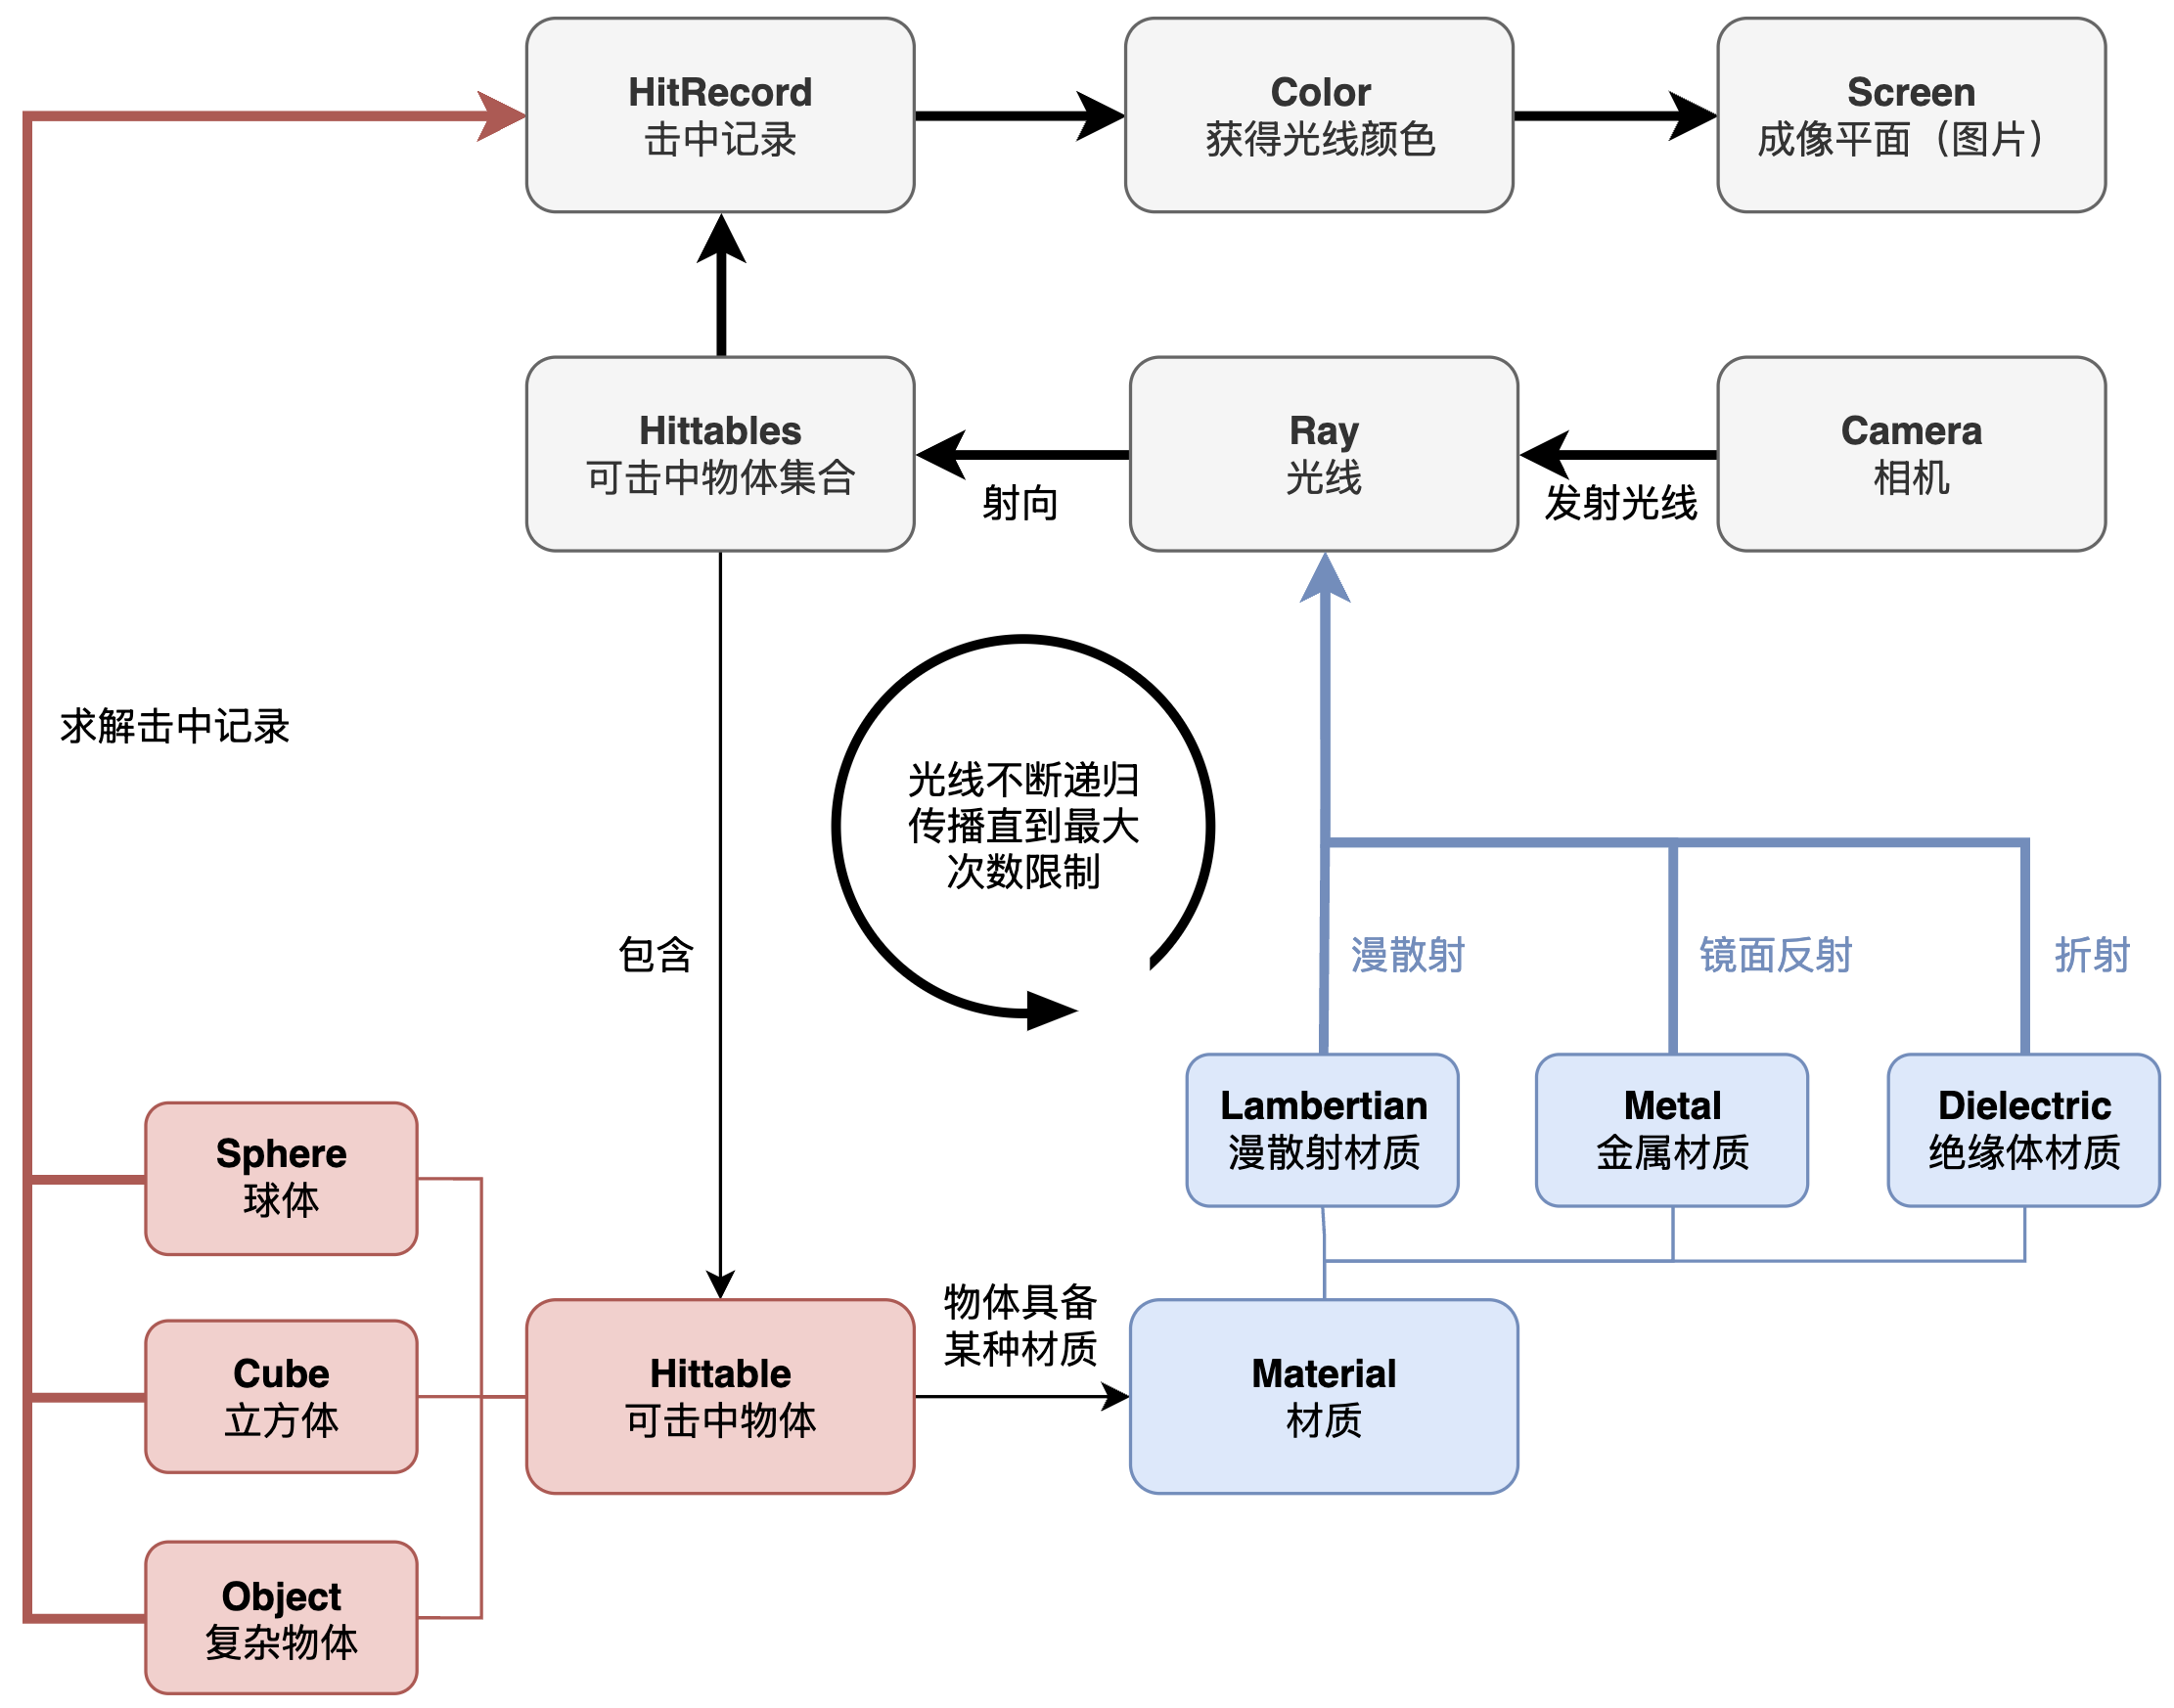 HitRecord
击中记录
Color
获得光线颜色
Screen
成像平面（图片）
Hittables
可击中物体集合
射向
Ray
光线
发射光线
Camera
相机
求解击中记录
光线不断递归
传播直到最大
次数限制
包含
漫散射
镜面反射
折射
Sphere
球体
Lambertian
漫散射材质
Metal
金属材质
Dielectric
绝缘体材质
Cube
立方体
Hittable
可击中物体
物体具备
某种材质
Material
材质
Object
复杂物体